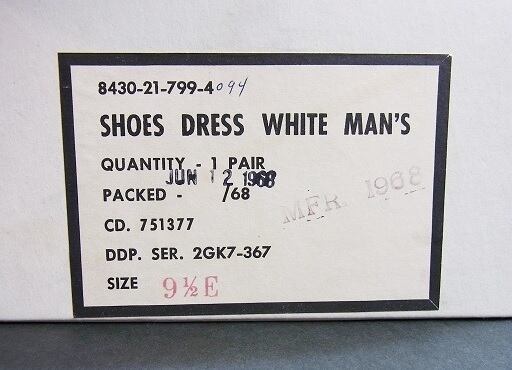 8430-21-799-4094
SHOES DRESS WHITE MAN'S
QUANTITY - 1 PAIR
JUN 12 1968
PACKED - /68
MFR. 1968
CD. 751377
DDP. SER. 2GK7-367
SIZE 9½E